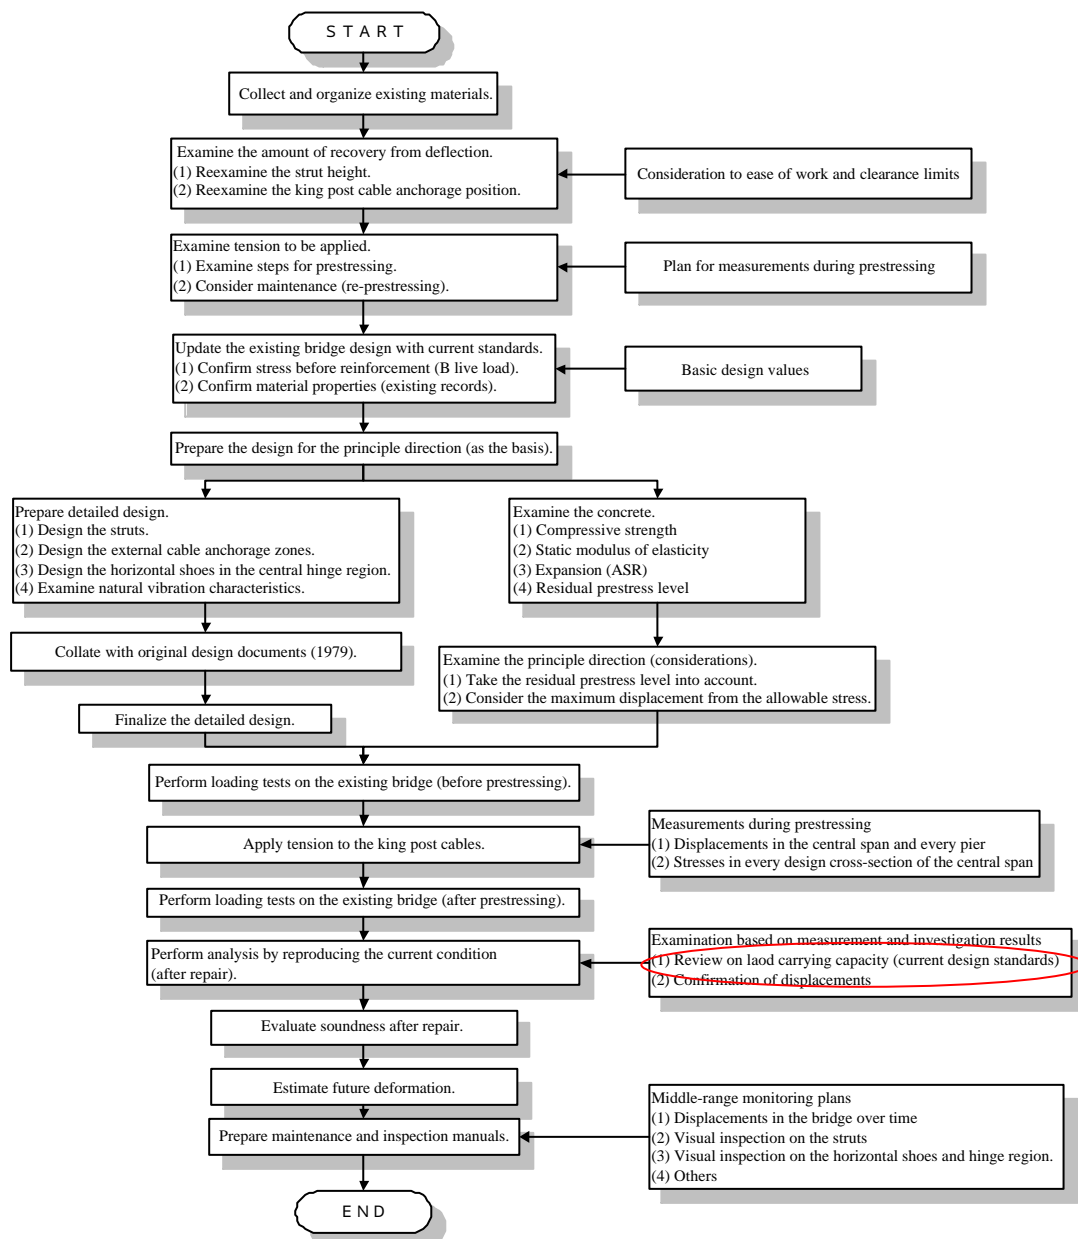 START
Collect and organize existing materials.
Examine the amount of recovery from deflection.
(1) Reexamine the strut height.
(2) Reexamine the king post cable anchorage position.
Consideration to ease of work and clearance limits
Examine tension to be applied.
(1) Examine steps for prestressing.
(2) Consider maintenance (re-prestressing).
Plan for measurements during prestressing
Update the existing bridge design with current standards.
(1) Confirm stress before reinforcement (B live load).
(2) Confirm material properties (existing records).
Basic design values
Prepare the design for the principle direction (as the basis).
Prepare detailed design.
(1) Design the struts.
(2) Design the external cable anchorage zones.
(3) Design the horizontal shoes in the central hinge region.
(4) Examine natural vibration characteristics.
Examine the concrete.
(1) Compressive strength
(2) Static modulus of elasticity
(3) Expansion (ASR)
(4) Residual prestress level
Collate with original design documents (1979).
Examine the principle direction (considerations).
(1) Take the residual prestress level into account.
(2) Consider the maximum displacement from the allowable stress.
Finalize the detailed design.
Perform loading tests on the existing bridge (before prestressing).
Apply tension to the king post cables.
Measurements during prestressing
(1) Displacements in the central span and every pier
(2) Stresses in every design cross-section of the central span
Perform loading tests on the existing bridge (after prestressing).
Perform analysis by reproducing the current condition
(after repair).
Examination based on measurement and investigation results
(1) Review on laod carrying capacity (current design standards)
(2) Confirmation of displacements
Evaluate soundness after repair.
Estimate future deformation.
Prepare maintenance and inspection manuals.
Middle-range monitoring plans
(1) Displacements in the bridge over time
(2) Visual inspection on the struts
(3) Visual inspection on the horizontal shoes and hinge region.
(4) Others
END